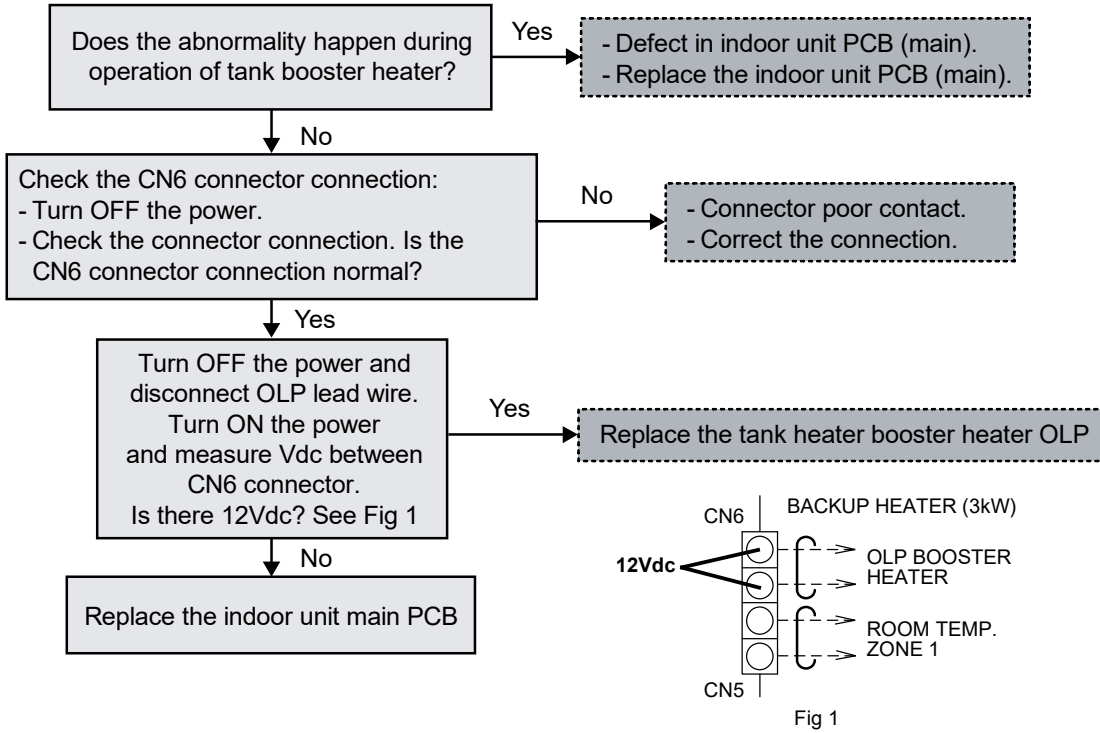 Does the abnormality happen during
operation of tank booster heater?
Yes
- Defect in indoor unit PCB (main).
- Replace the indoor unit PCB (main).
No
Check the CN6 connector connection:
- Turn OFF the power.
- Check the connector connection. Is the
CN6 connector connection normal?
No
- Connector poor contact.
- Correct the connection.
Yes
Turn OFF the power and
disconnect OLP lead wire.
Turn ON the power
and measure Vdc between
CN6 connector.
Is there 12Vdc? See Fig 1
Yes
Replace the tank heater booster heater OLP
No
Replace the indoor unit main PCB
CN6
BACKUP HEATER (3kW)
12Vdc
OLP BOOSTER
HEATER
ROOM TEMP.
ZONE 1
CN5
Fig 1